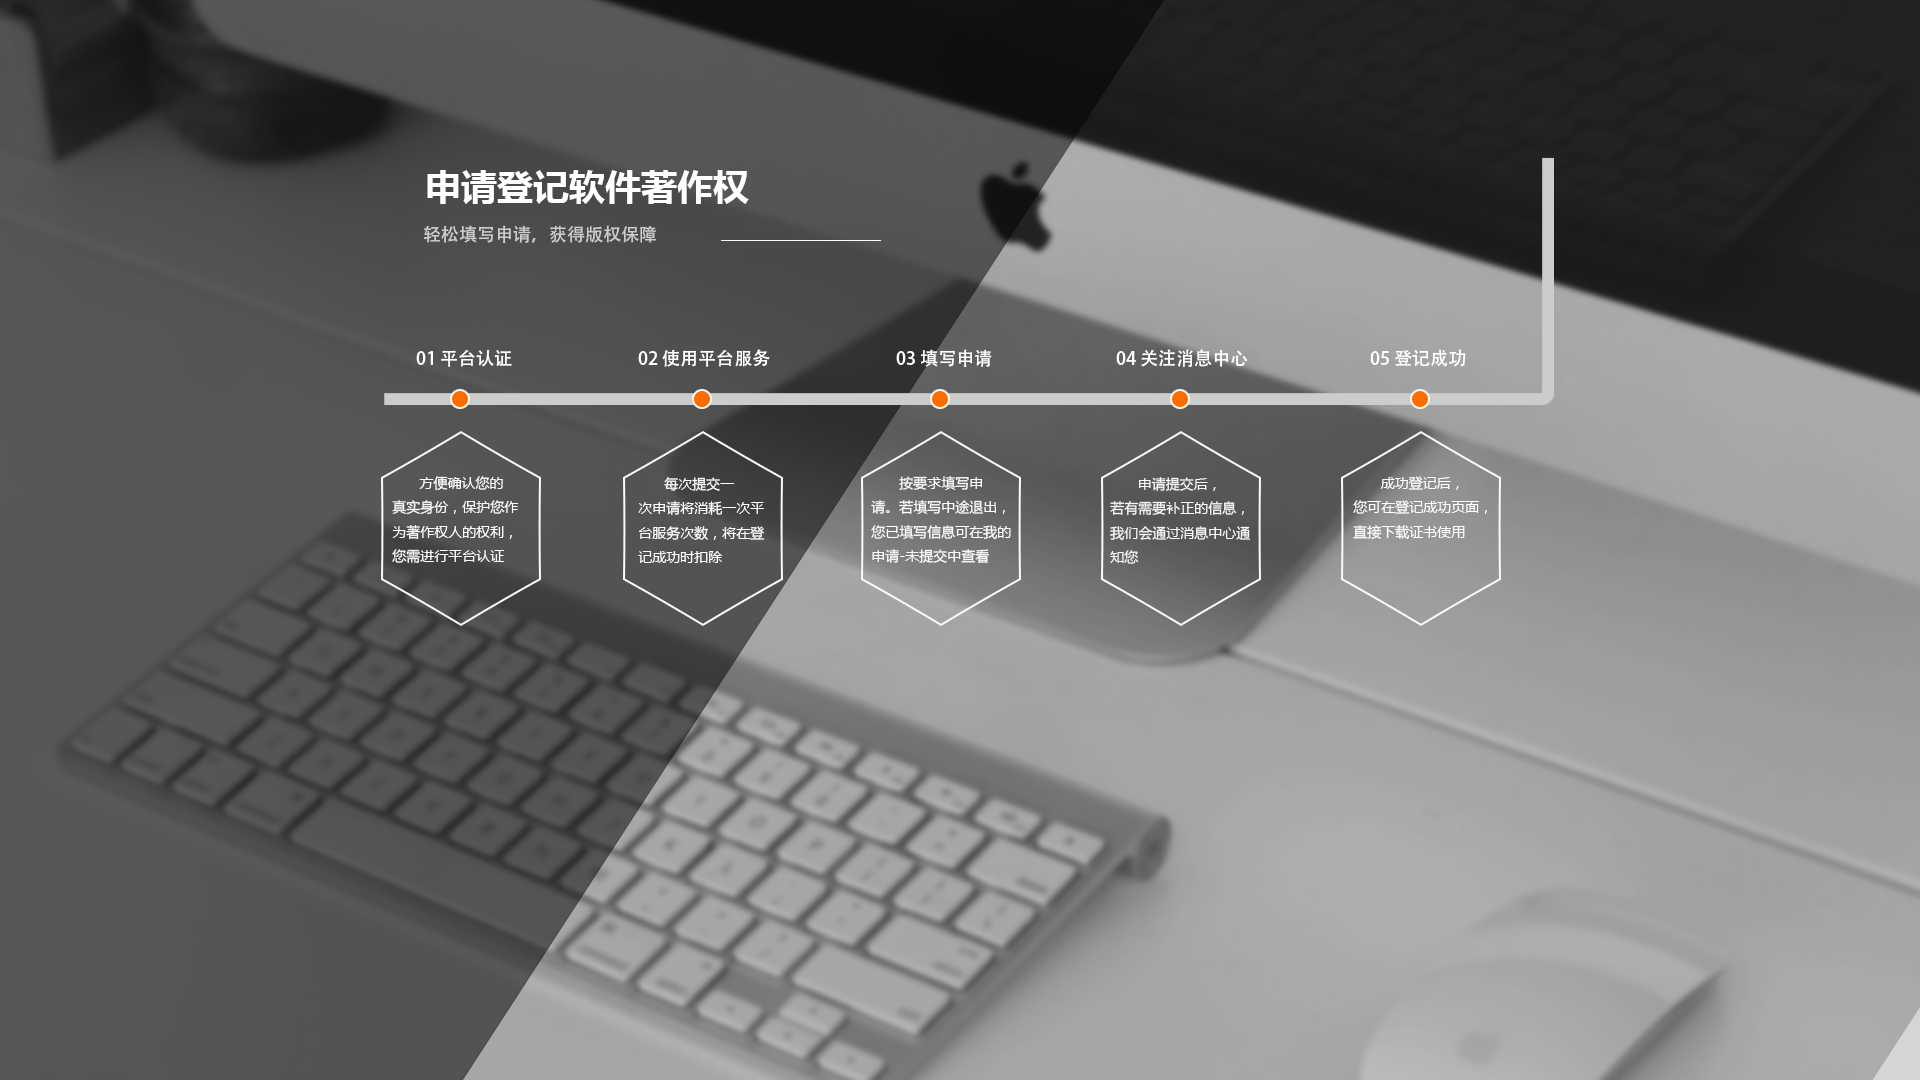 申请登记软件著作权
轻松填写申请，获得版权保障
01 平台认证
02 使用平台服务
03 填写申请
04 关注消息中心
05 登记成功
方便确认您的
真实身份，保护您作
为著作权人的权利，
您需进行平台认证
每次提交一
次申请将消耗一次平
台服务次数，将在登
记成功时扣除
按要求填写申
请。若填写中途退出，
您已填写信息可在我的
申请-未提交中查看
申请提交后，
若有需要补正的信息，
我们会通过消息中心通
知您
成功登记后，
您可在登记成功页面，
直接下载证书使用